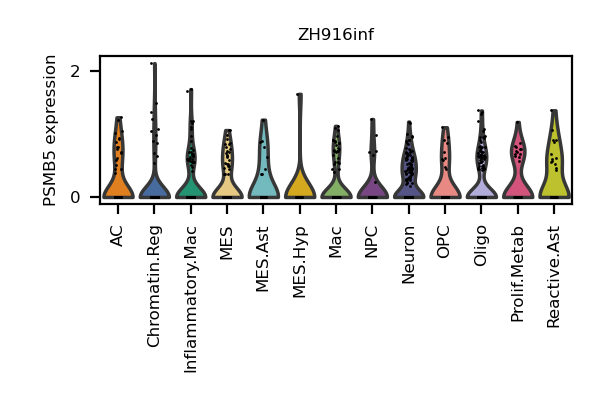 ZH916inf
PSMB5 expression
2
0
AC
Chromatin.Reg
Inflammatory.Mac
MES
MES.Ast
MES.Hyp
Mac
NPC
Neuron
OPC
Oligo
Prolif.Metab
Reactive.Ast